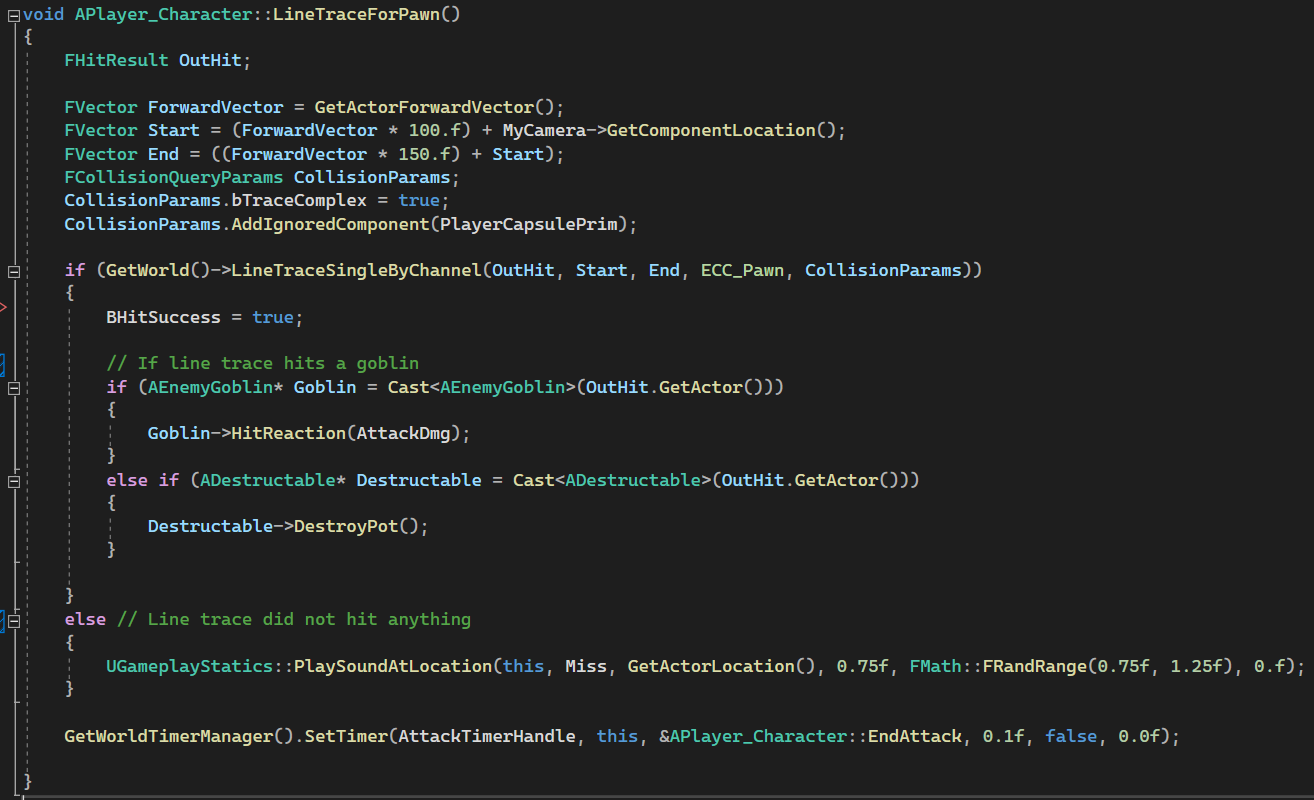 void APlayer_Character::LineTraceForPawn()
{
    FHitResult OutHit;

    FVector ForwardVector = GetActorForwardVector();
    FVector Start = (ForwardVector * 100.f) + MyCamera->GetComponentLocation();
    FVector End = ((ForwardVector * 150.f) + Start);
    FCollisionQueryParams CollisionParams;
    CollisionParams.bTraceComplex = true;
    CollisionParams.AddIgnoredComponent(PlayerCapsulePrim);

    if (GetWorld()->LineTraceSingleByChannel(OutHit, Start, End, ECC_Pawn, CollisionParams))
    {
        BHitSuccess = true;

        // If line trace hits a goblin
        if (AEnemyGoblin* Goblin = Cast<AEnemyGoblin>(OutHit.GetActor()))
        {
            Goblin->HitReaction(AttackDmg);
        }
        else if (ADestructable* Destructable = Cast<ADestructable>(OutHit.GetActor()))
        {
            Destructable->DestroyPot();
        }

    }
    else // Line trace did not hit anything
    {
        UGameplayStatics::PlaySoundAtLocation(this, Miss, GetActorLocation(), 0.75f, FMath::FRandRange(0.75f, 1.25f), 0.f);
    }

    GetWorldTimerManager().SetTimer(AttackTimerHandle, this, &APlayer_Character::EndAttack, 0.1f, false, 0.0f);

}